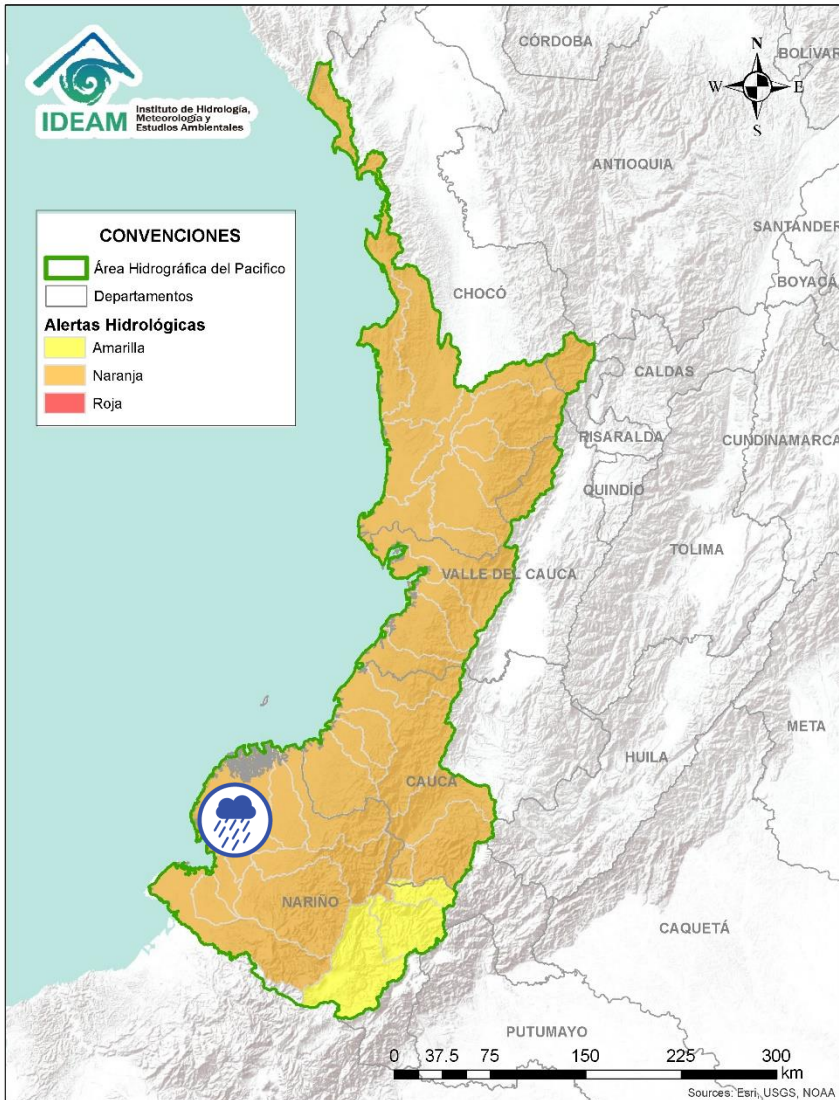 IDEAM
Instituto de Hidrología,
Meteorología y
Estudios Ambientales
CÓRDOBA
BOLÍVAR
N
W
E
S
ANTIOQUIA
SANTANDER
BOYACÁ
CONVENCIONES
Área Hidrográfica del Pacifico
Departamentos
Alertas Hidrológicas
Amarilla
Naranja
Roja
CHOCÓ
CALDAS
RISARALDA
CUNDINAMARCA
QUINDÍO
TOLIMA
VALLE DEL CAUCA
META
HUILA
CAUCA
NARIÑO
CAQUETÁ
PUTUMAYO
0 37.5 75 150 225 300
km
Sources: Esri, USGS, NOAA